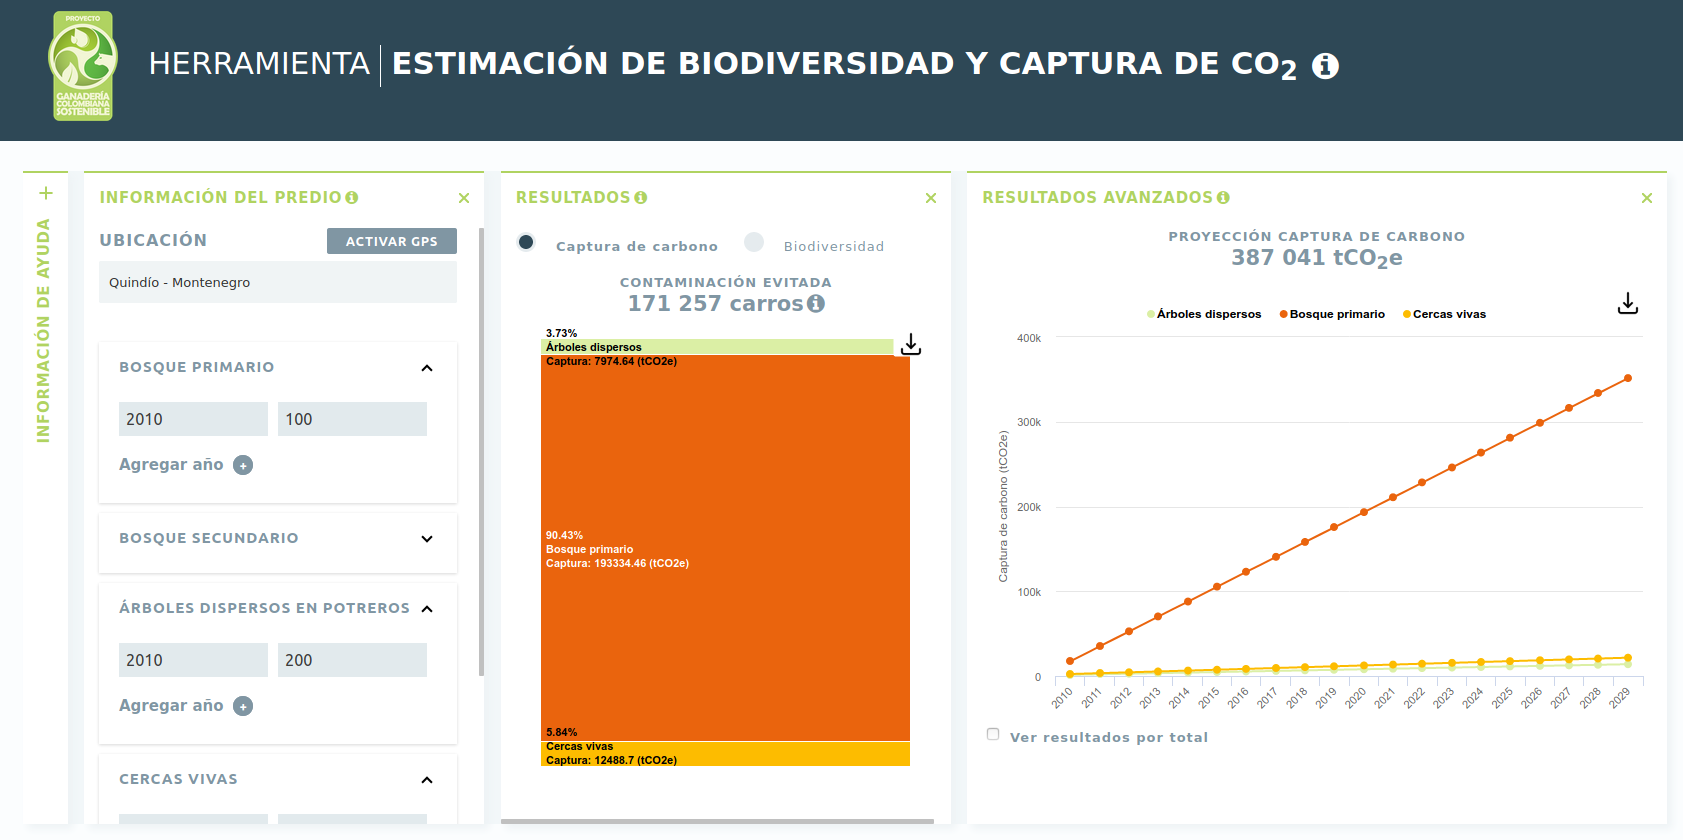 PROYECTO
GANADERÍA
COLOMBIANA
SOSTENIBLE
HERRAMIENTA
ESTIMACIÓN DE BIODIVERSIDAD Y CAPTURA DE CO2
INFORMACIÓN DE AYUDA
INFORMACIÓN DEL PREDIO
UBICACIÓN
ACTIVAR GPS
Quindío - Montenegro
BOSQUE PRIMARIO
2010 100
Agregar año
BOSQUE SECUNDARIO
ÁRBOLES DISPERSOS EN POTREROS
2010 200
Agregar año
CERCAS VIVAS
RESULTADOS
Captura de carbono Biodiversidad
CONTAMINACIÓN EVITADA
171 257 carros
3.73%
Árboles dispersos
Captura: 7974.64 (tCO2e)
90.43%
Bosque primario
Captura: 193334.46 (tCO2e)
5.84%
Cercas vivas
Captura: 12488.7 (tCO2e)
RESULTADOS AVANZADOS
PROYECCIÓN CAPTURA DE CARBONO
387 041 tCO2e
Árboles dispersos Bosque primario Cercas vivas
Captura de carbono (tCO2e)
400k
300k
200k
100k
0
2010 2011 2012 2013 2014 2015 2016 2017 2018 2019 2020 2021 2022 2023 2024 2025 2026 2027 2028 2029
Ver resultados por total